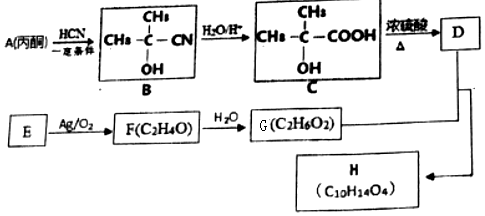 CH₃
CH₃
A(丙酮) HCN 一定条件 CH₃ — C — CN H₂O/H⁺ CH₃ — C — COOH 浓硫酸 △ D
OH
OH
B
C
E Ag/O₂ F(C₂H₄O) H₂O G(C₂H₆O₂)
H
(C₁₀H₁₄O₄)